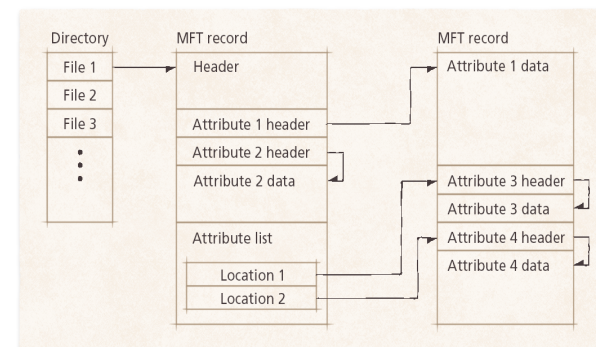 Directory
File 1
File 2
File 3
MFT record
Header
Attribute 1 header
Attribute 2 header
Attribute 2 data
Attribute list
Location 1
Location 2
MFT record
Attribute 1 data
Attribute 3 header
Attribute 3 data
Attribute 4 header
Attribute 4 data